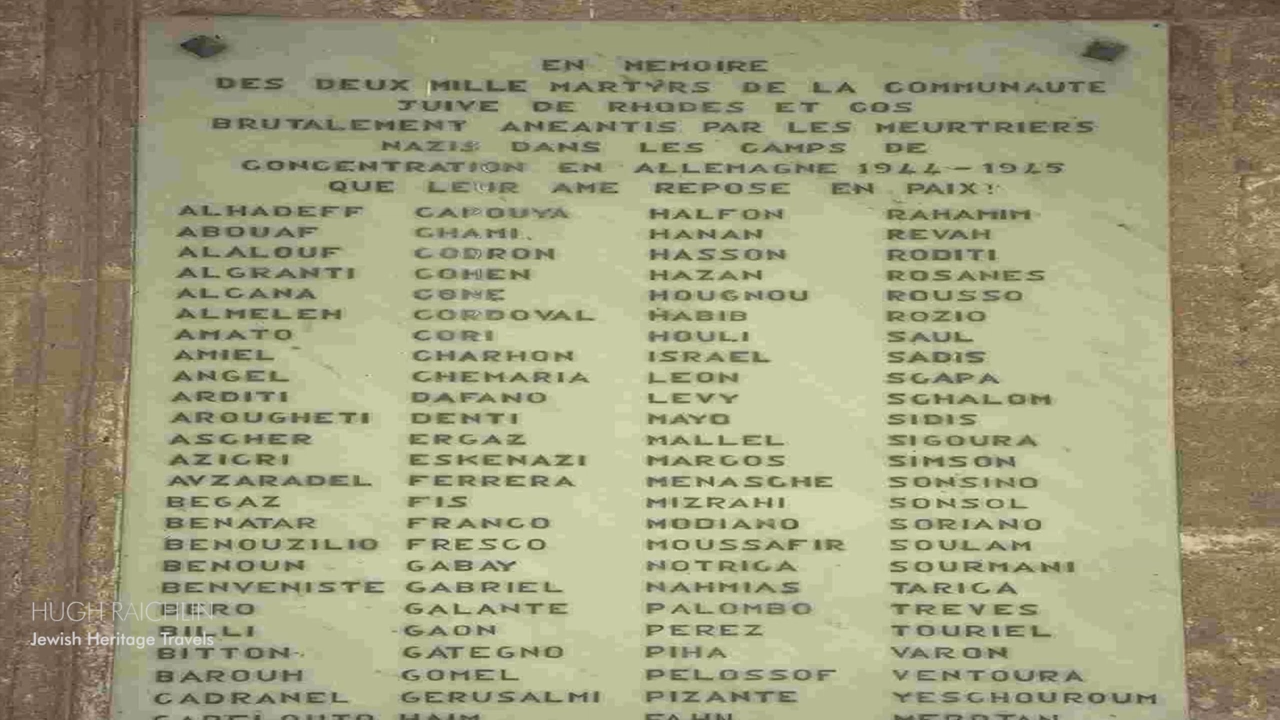 EN MEMOIRE
DES DEUX MILLE MARTYRS DE LA COMMUNAUTE
JUIVE DE RHODES ET COS
BRUTALEMENT ANEANTIS PAR LES MEURTRIERS
NAZIS DANS LES CAMPS DE
CONCENTRATION EN ALLEMAGNE 1944-1945
QUE LEUR AME REPOSE EN PAIX!
ALHADEFF CAPOUYA HALFON RAHAMIM
ABOUAF CHAMI HANAN REVAH
ALALOUF CODRON HASSON RODITI
ALGRANTI COHEN HAZAN ROSANES
ALCANA CONE HOUGNOU ROUSSO
ALMELEH CORDOVAL HABIB ROZIO
AMATO CORI HOULI SAUL
AMIEL CHARHON ISRAEL SADIS
ANGEL CHEMARIA LEON SCAPA
ARDITI DAFANO LEVY SCHALOM
AROUGHETI DENTI MAYO SIDIS
ASCHER ERGAZ MALLEL SIGOURA
AZICRI ESKENAZI MARCOS SIMSON
AVZARADEL FERRERA MENASCHE SONSINO
BEGAZ FIS MIZRAHI SONSOL
BENATAR FRANCO MODIANO SORIANO
BENOUZILIO FRESCO MOUSSAFIR SOULAM
BENOUN GABAY NOTRICA SOURMANI
BENVENISTE GABRIEL NAHMIAS TARICA
GALANTE PALOMBO TREVES
GAON PEREZ TOURIEL
BITTON GATEGNO PIHA VARON
BAROUH GOMEL PELOSSOF VENTOURA
CADRANEL GERUSALMI PIZANTE YESCHOUROUM
HUGH RAICHLIN
Jewish Heritage Travels